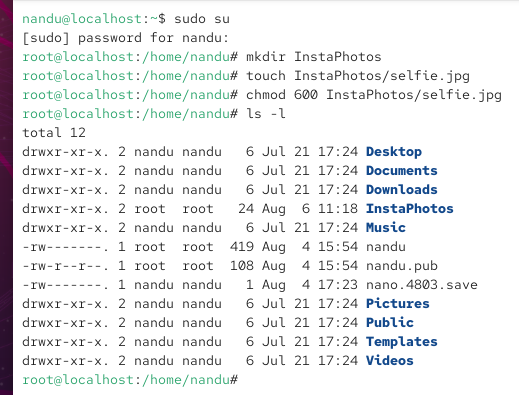 nandu@localhost:~$ sudo su
[sudo] password for nandu:
root@localhost:/home/nandu# mkdir InstaPhotos
root@localhost:/home/nandu# touch InstaPhotos/selfie.jpg
root@localhost:/home/nandu# chmod 600 InstaPhotos/selfie.jpg
root@localhost:/home/nandu# ls -l
total 12
drwxr-xr-x. 2 nandu nandu   6 Jul 21 17:24 Desktop
drwxr-xr-x. 2 nandu nandu   6 Jul 21 17:24 Documents
drwxr-xr-x. 2 nandu nandu   6 Jul 21 17:24 Downloads
drwxr-xr-x. 2 root  root   24 Aug  6 11:18 InstaPhotos
drwxr-xr-x. 2 nandu nandu   6 Jul 21 17:24 Music
-rw-------. 1 root  root  419 Aug  4 15:54 nandu
-rw-r--r--. 1 root  root  108 Aug  4 15:54 nandu.pub
-rw-------. 1 nandu nandu   1 Aug  4 17:23 nano.4803.save
drwxr-xr-x. 2 nandu nandu   6 Jul 21 17:24 Pictures
drwxr-xr-x. 2 nandu nandu   6 Jul 21 17:24 Public
drwxr-xr-x. 2 nandu nandu   6 Jul 21 17:24 Templates
drwxr-xr-x. 2 nandu nandu   6 Jul 21 17:24 Videos
root@localhost:/home/nandu#